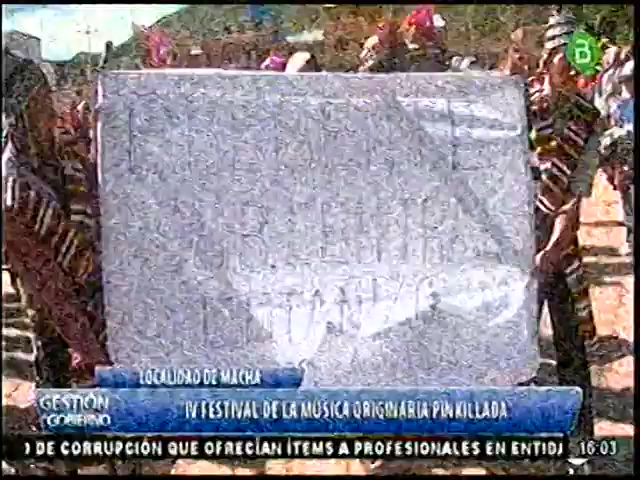 B
LOCALIDAD DE MACHA
GESTIÓN
GOBIERNO
IV FESTIVAL DE LA MÚSICA ORIGINARIA PINKILLADA
O DE CORRUPCIÓN QUE OFRECÍAN ÍTEMS A PROFESIONALES EN ENTID
16:03